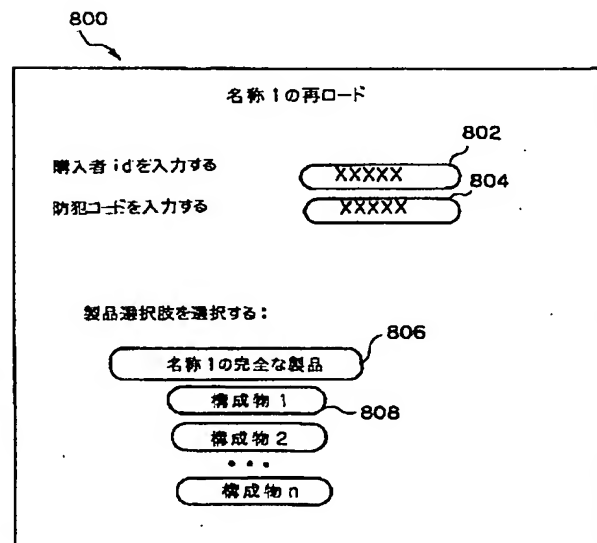 800
名称1の再ロード
802
購入者idを入力する
XXXXX
804
防犯コードを入力する
XXXXX
製品選択肢を選択する:
806
名称1の完全な製品
構成物1
808
構成物2
•••
構成物n